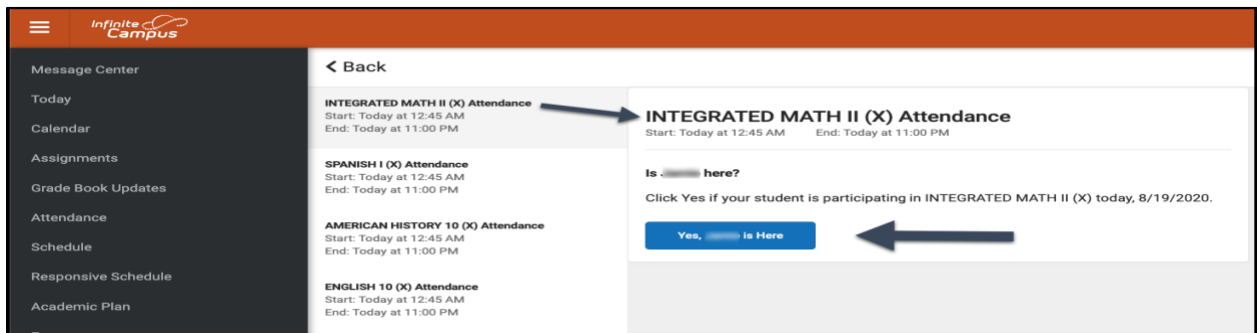 Infinite
Campus
Message Center
Today
Calendar
Assignments
Grade Book Updates
Attendance
Schedule
Responsive Schedule
Academic Plan
Back
INTEGRATED MATH II (X) Attendance
Start: Today at 12:45 AM
End: Today at 11:00 PM
SPANISH I (X) Attendance
Start: Today at 12:45 AM
End: Today at 11:00 PM
AMERICAN HISTORY 10 (X) Attendance
Start: Today at 12:45 AM
End: Today at 11:00 PM
ENGLISH 10 (X) Attendance
Start: Today at 12:45 AM
End: Today at 11:00 PM
INTEGRATED MATH II (X) Attendance
Start: Today at 12:45 AM End: Today at 11:00 PM
Is here?
Click Yes if your student is participating in INTEGRATED MATH II (X) today, 8/19/2020.
Yes, is Here